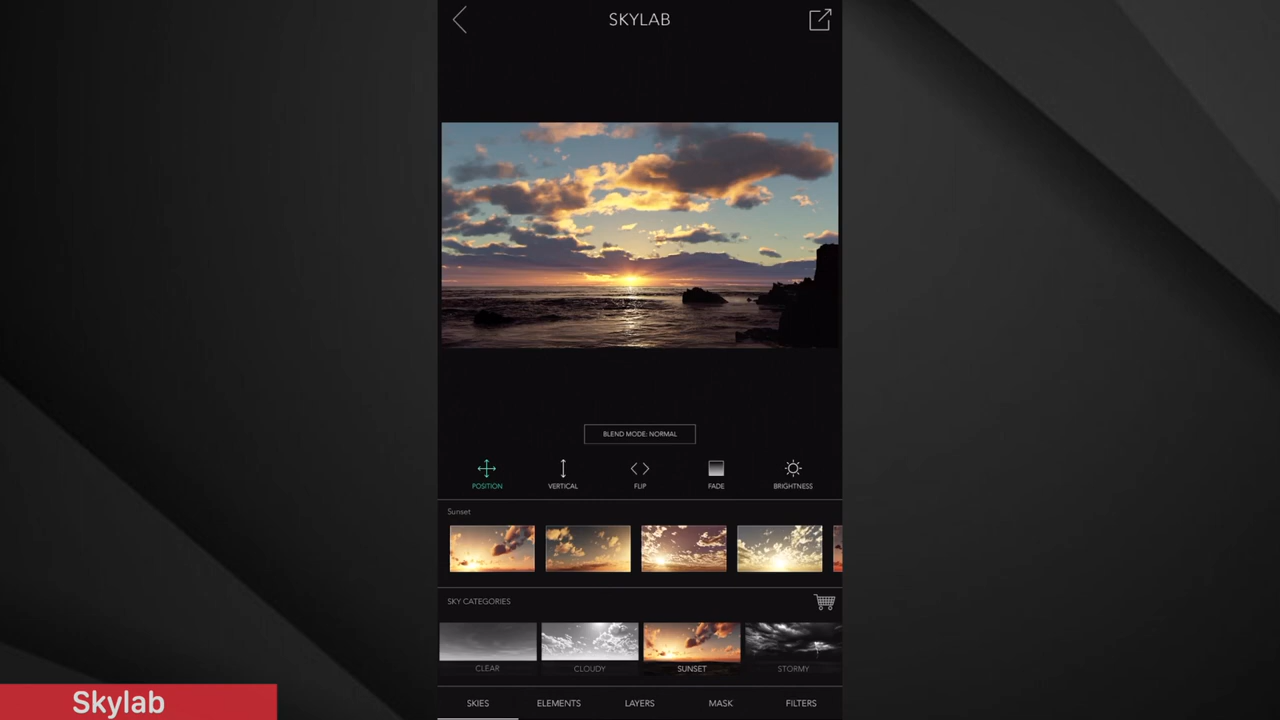 SKYLAB
BLEND MODE: NORMAL
POSITION VERTICAL FLIP FADE BRIGHTNESS
Sunset
SKY CATEGORIES
CLEAR CLOUDY SUNSET STORMY
SKIES ELEMENTS LAYERS MASK FILTERS
Skylab